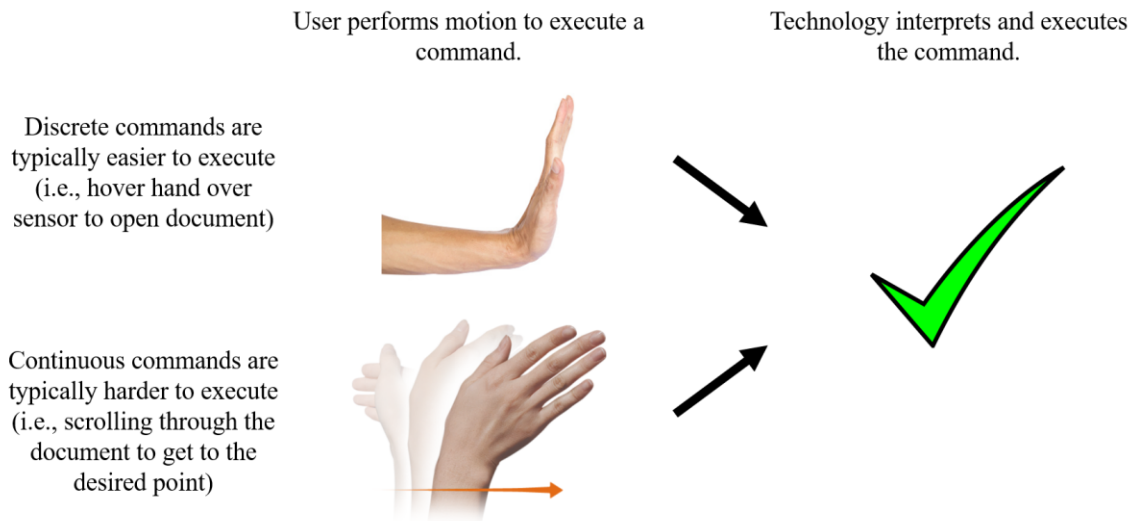 User performs motion to execute a
command.
Technology interprets and executes
the command.
Discrete commands are
typically easier to execute
(i.e., hover hand over
sensor to open document)
Continuous commands are
typically harder to execute
(i.e., scrolling through the
document to get to the
desired point)